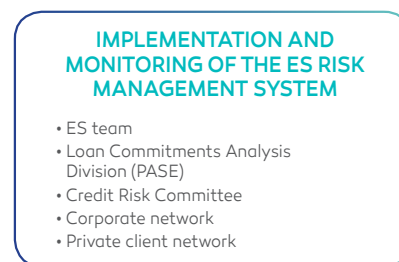 IMPLEMENTATION AND
MONITORING OF THE ES RISK
MANAGEMENT SYSTEM
• ES team
• Loan Commitments Analysis
Division (PASE)
• Credit Risk Committee
• Corporate network
• Private client network